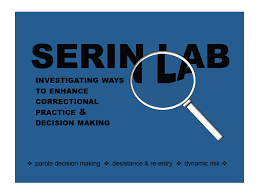 SERIN LAB
INVESTIGATING WAYS
TO ENHANCE
CORRECTIONAL
PRACTICE &
DECISION MAKING
❖ parole decision making ❖ desistance & re-entry ❖ dynamic risk ❖